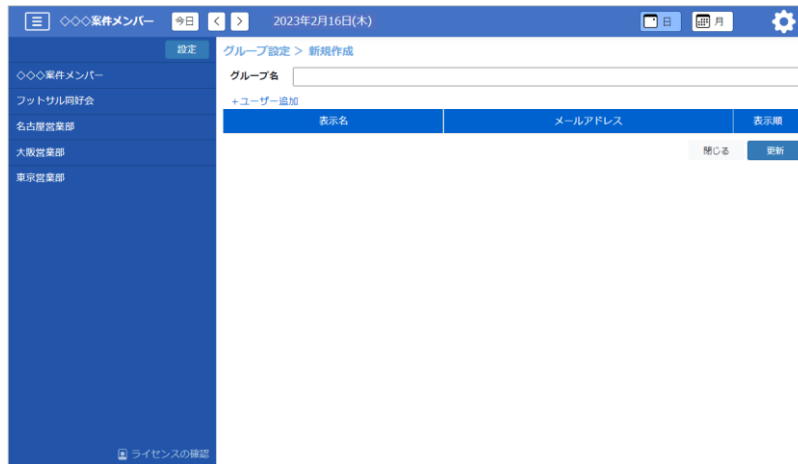 ◇◇◇案件メンバー 今日 < > 2023年2月16日(木) 日 月
設定
◇◇◇案件メンバー
フットサル同好会
名古屋営業部
大阪営業部
東京営業部
ライセンスの確認
グループ設定 > 新規作成
グループ名
+ユーザー追加
表示名 メールアドレス 表示順
閉じる 更新